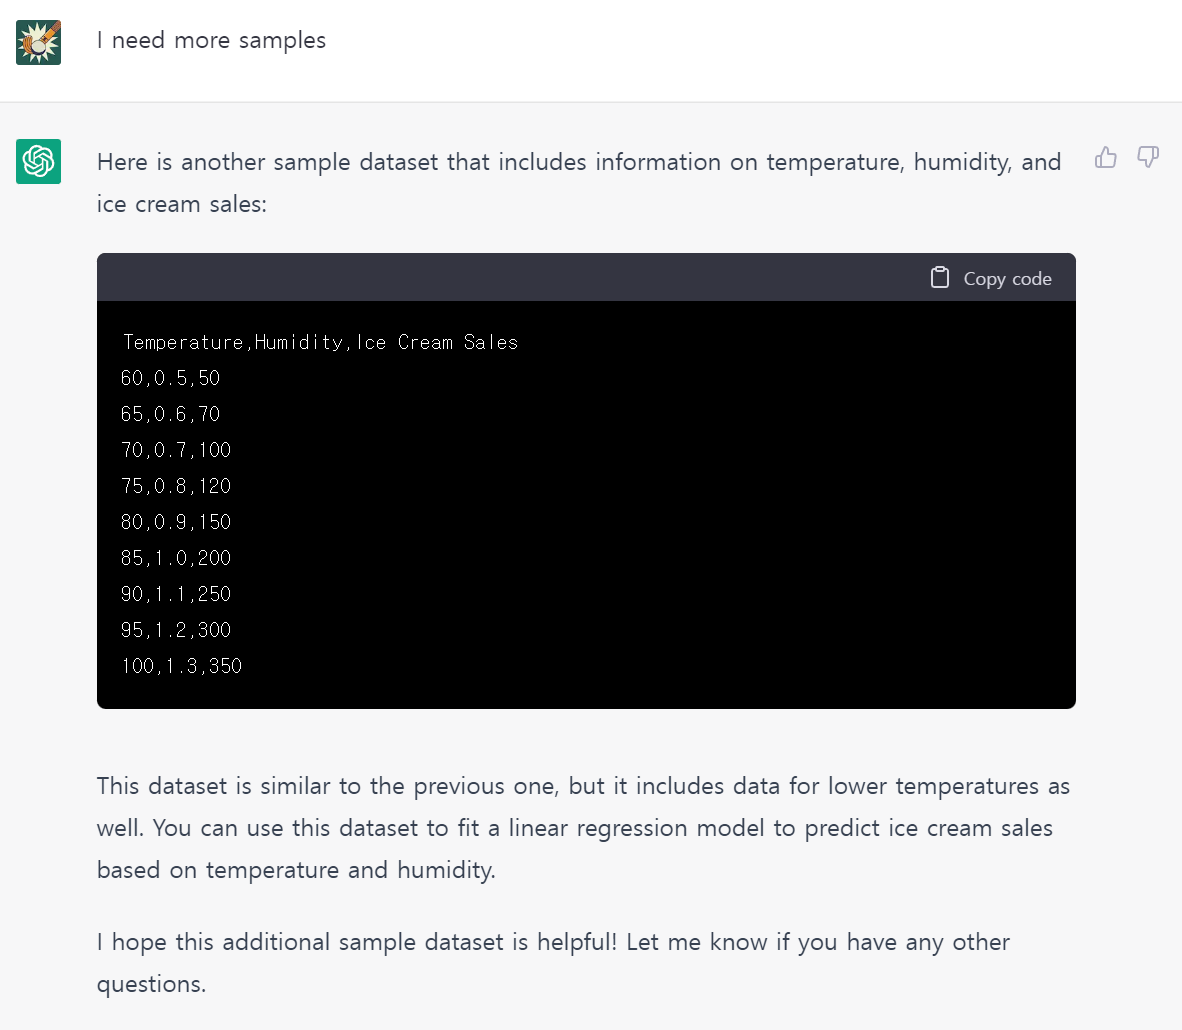 I need more samples
Here is another sample dataset that includes information on temperature, humidity, and
ice cream sales:
Copy code
Temperature,Humidity,Ice Cream Sales
60,0.5,50
65,0.6,70
70,0.7,100
75,0.8,120
80,0.9,150
85,1.0,200
90,1.1,250
95,1.2,300
100,1.3,350
This dataset is similar to the previous one, but it includes data for lower temperatures as
well. You can use this dataset to fit a linear regression model to predict ice cream sales
based on temperature and humidity.
I hope this additional sample dataset is helpful! Let me know if you have any other
questions.